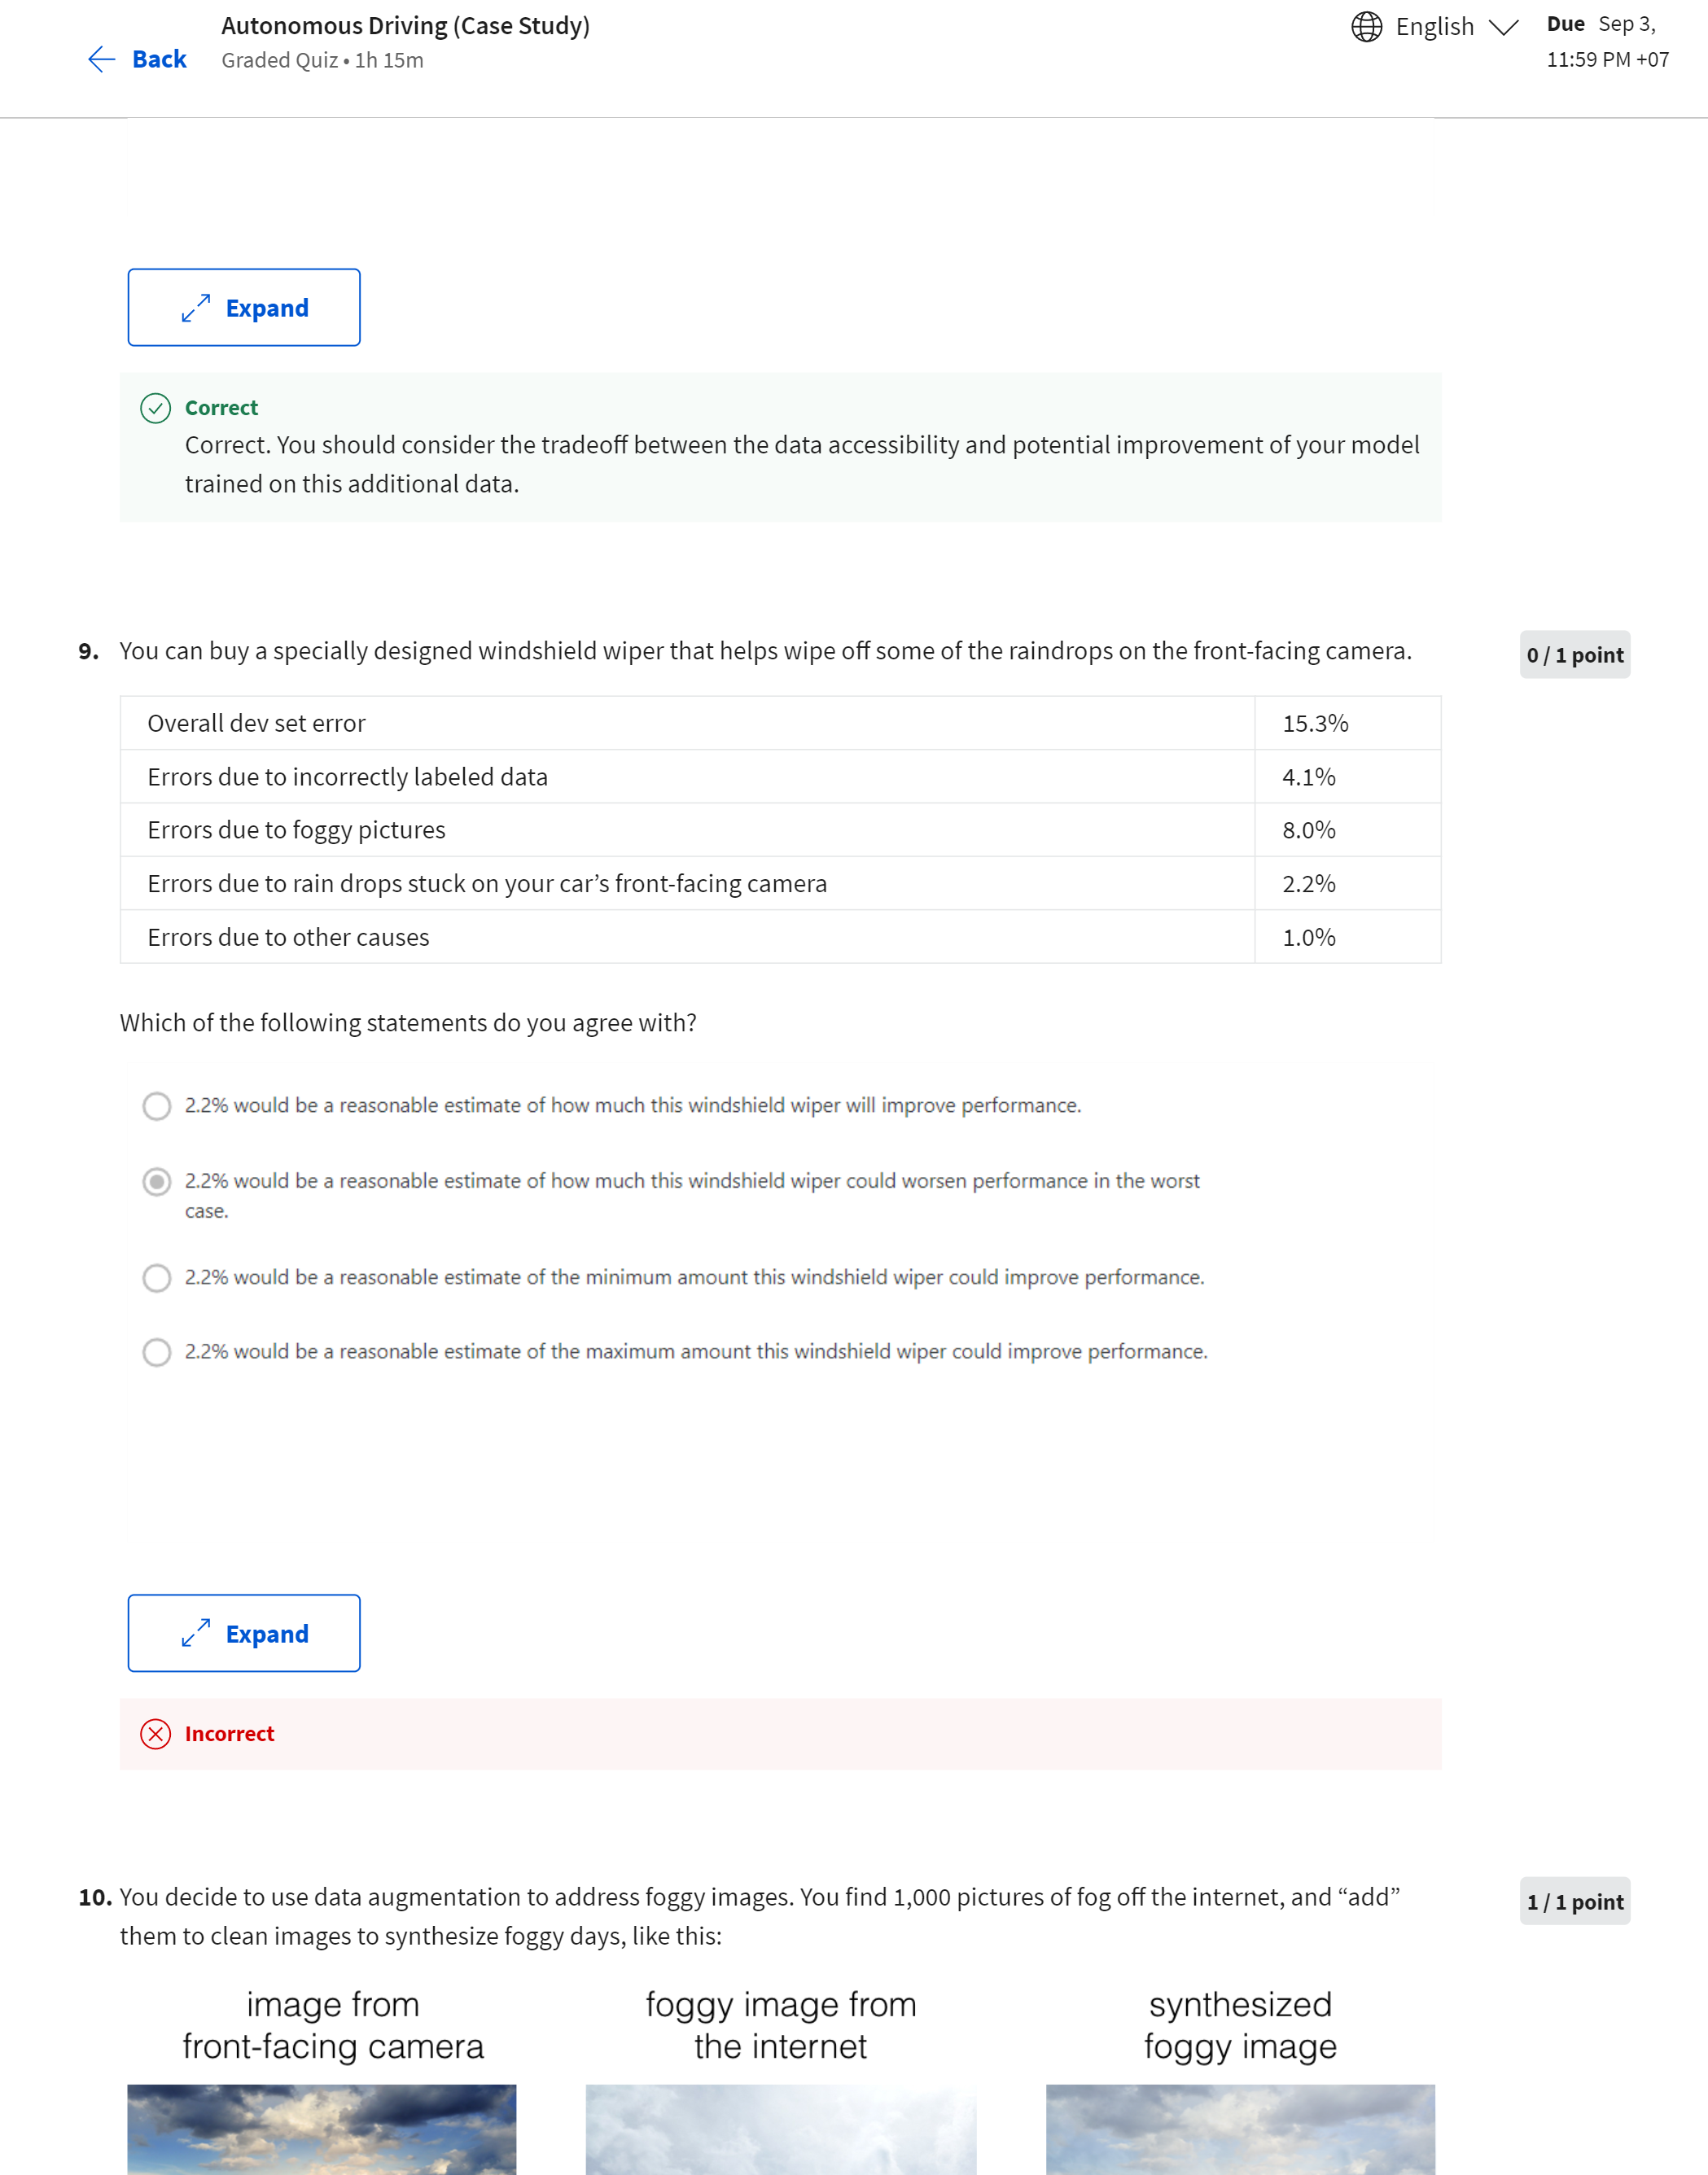 Autonomous Driving (Case Study)
Back
Graded Quiz • 1h 15m
English
Due Sep 3,
11:59 PM +07
Expand
Correct
Correct. You should consider the tradeoff between the data accessibility and potential improvement of your model
trained on this additional data.
9. You can buy a specially designed windshield wiper that helps wipe off some of the raindrops on the front-facing camera.
0 / 1 point
Overall dev set error 15.3%
Errors due to incorrectly labeled data 4.1%
Errors due to foggy pictures 8.0%
Errors due to rain drops stuck on your car’s front-facing camera 2.2%
Errors due to other causes 1.0%
Which of the following statements do you agree with?
2.2% would be a reasonable estimate of how much this windshield wiper will improve performance.
2.2% would be a reasonable estimate of how much this windshield wiper could worsen performance in the worst
case.
2.2% would be a reasonable estimate of the minimum amount this windshield wiper could improve performance.
2.2% would be a reasonable estimate of the maximum amount this windshield wiper could improve performance.
Expand
Incorrect
10. You decide to use data augmentation to address foggy images. You find 1,000 pictures of fog off the internet, and “add”
them to clean images to synthesize foggy days, like this:
1 / 1 point
image from
front-facing camera
foggy image from
the internet
synthesized
foggy image